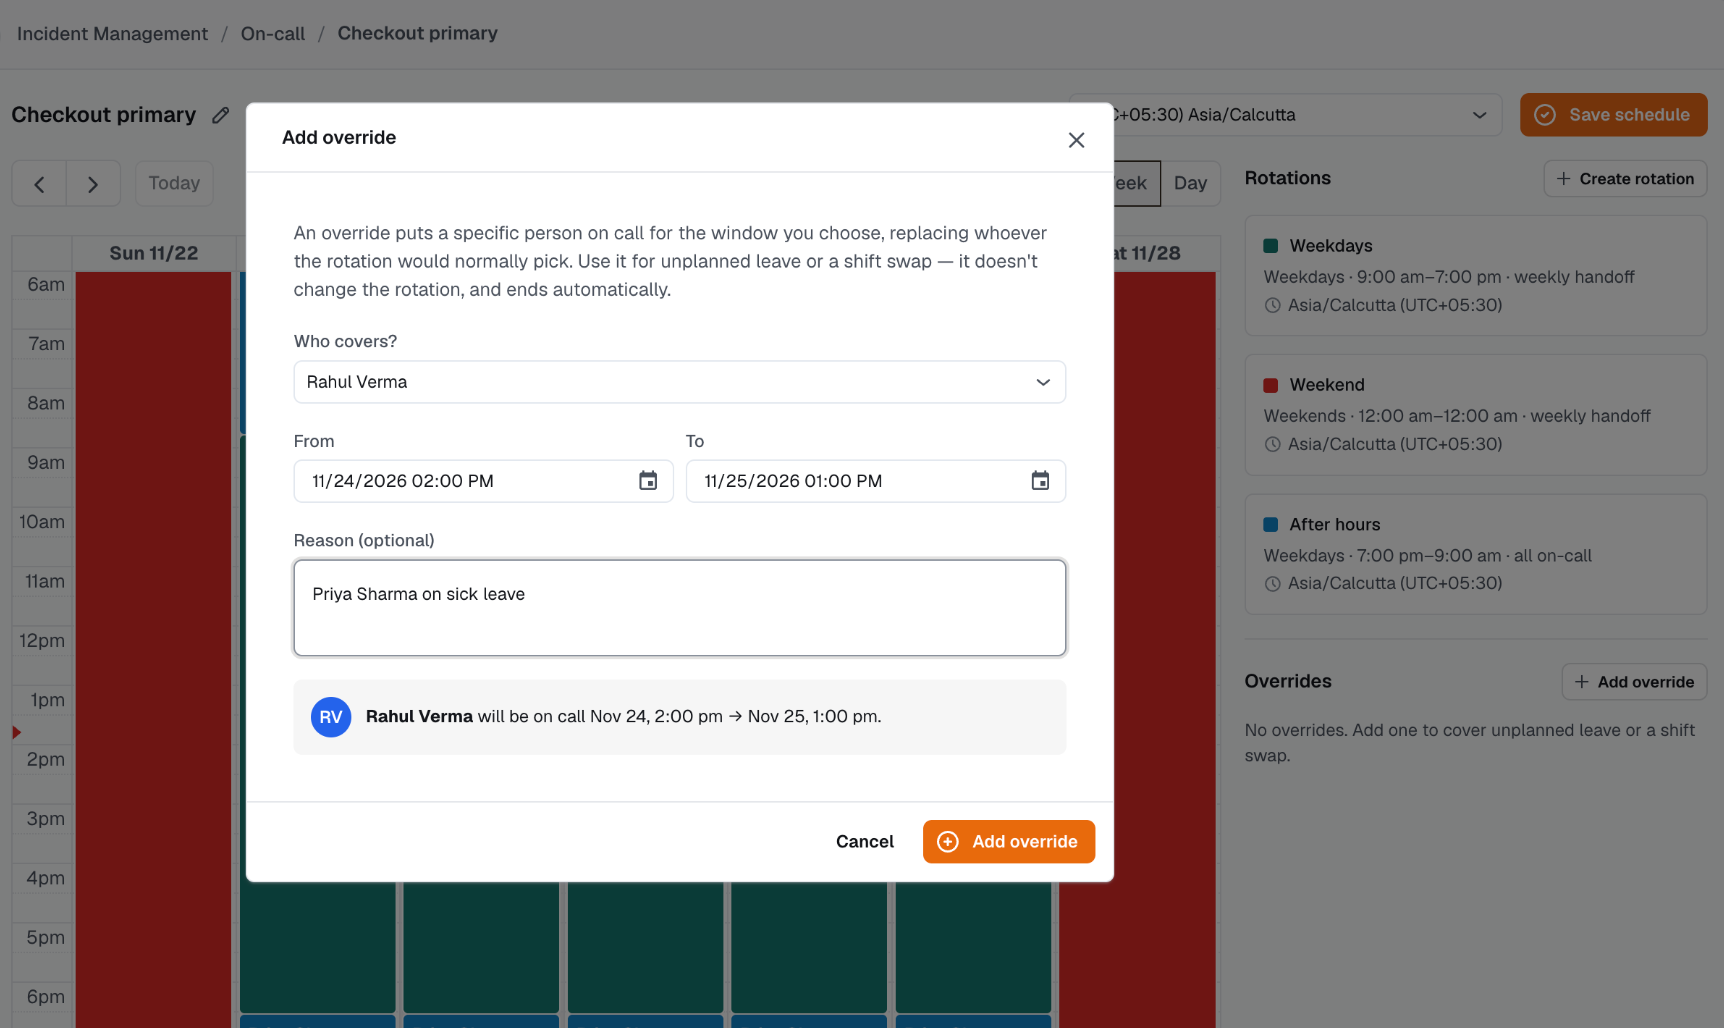 Incident Management / On-call / Checkout primary
Checkout primary
+05:30) Asia/Calcutta
Save schedule
Today
Day
Sun 11/22
11/28
6am
7am
8am
9am
10am
11am
12pm
1pm
2pm
3pm
4pm
5pm
6pm
Add override
An override puts a specific person on call for the window you choose, replacing whoever
the rotation would normally pick. Use it for unplanned leave or a shift swap — it doesn't
change the rotation, and ends automatically.
Who covers?
Rahul Verma
From
To
11/24/2026 02:00 PM
11/25/2026 01:00 PM
Reason (optional)
Priya Sharma on sick leave
RV
Rahul Verma will be on call Nov 24, 2:00 pm → Nov 25, 1:00 pm.
Cancel
Add override
Rotations
+ Create rotation
Weekdays
Weekdays · 9:00 am–7:00 pm · weekly handoff
Asia/Calcutta (UTC+05:30)
Weekend
Weekends · 12:00 am–12:00 am · weekly handoff
Asia/Calcutta (UTC+05:30)
After hours
Weekdays · 7:00 pm–9:00 am · all on-call
Asia/Calcutta (UTC+05:30)
Overrides
+ Add override
No overrides. Add one to cover unplanned leave or a shift
swap.